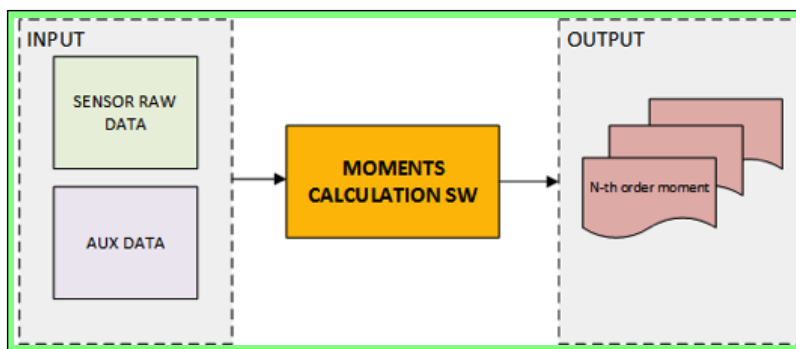 INPUT
SENSOR RAW
DATA
AUX DATA
MOMENTS
CALCULATION SW
OUTPUT
N-th order moment